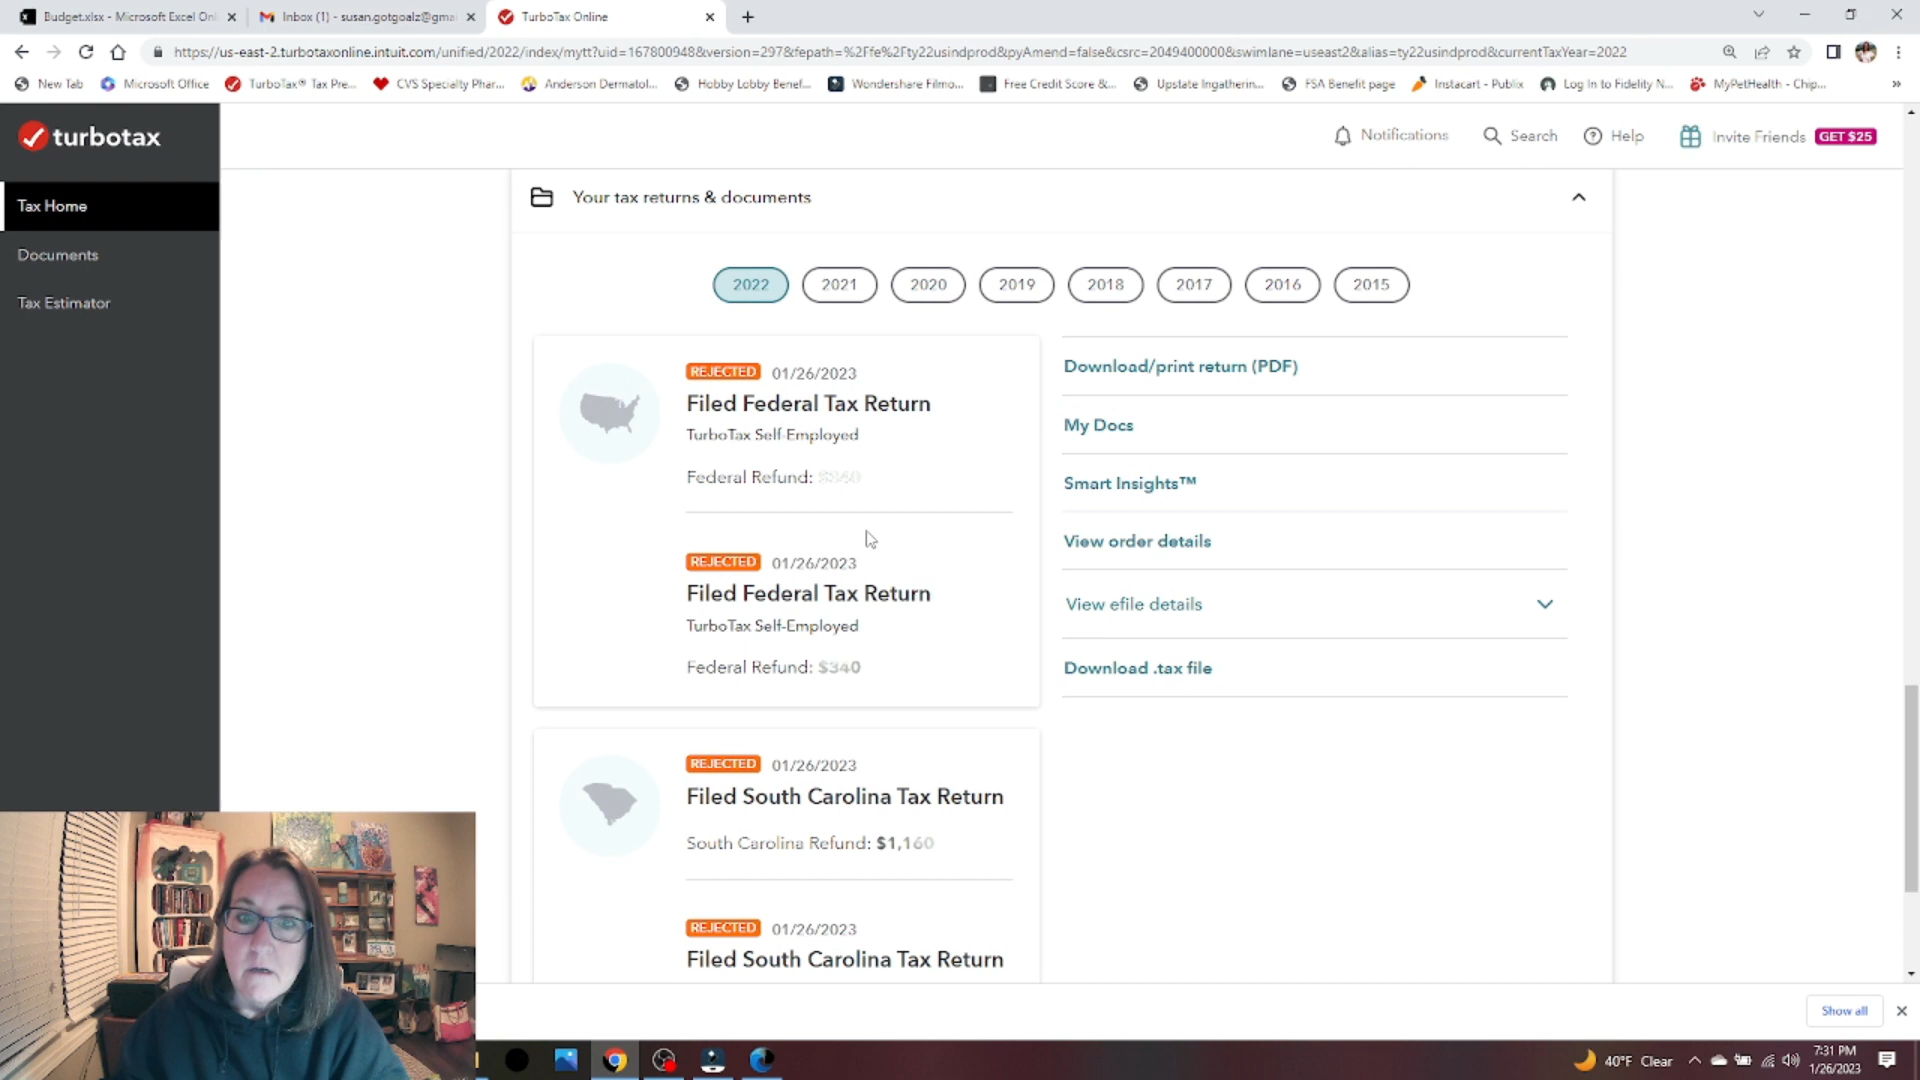 Budget.xlsx - Microsoft Excel Onl
Inbox (1) - susan.gotgoalz@gmai
TurboTax Online
https://us-east-2.turbotaxonline.intuit.com/unified/2022/index/mytt?uid=167800948&version=297&fepath=%2Ffe%2Fty22usindprod&pyAmend=false&csrc=2049400000&swimlane=useast2&alias=ty22usindprod&currentTaxYear=2022
New Tab
Microsoft Office
TurboTax® Tax Pre...
CVS Specialty Phar...
Anderson Dermatol...
Hobby Lobby Benef...
Wondershare Filmo...
Free Credit Score &...
Upstate Ingatherin...
FSA Benefit page
Instacart - Publix
Log In to Fidelity N...
MyPetHealth - Chip...
»
turbotax
Notifications
Search
Help
Invite Friends
GET $25
Tax Home
Documents
Tax Estimator
Your tax returns & documents
2022
2021
2020
2019
2018
2017
2016
2015
REJECTED 01/26/2023
Filed Federal Tax Return
TurboTax Self-Employed
Federal Refund:
REJECTED 01/26/2023
Filed Federal Tax Return
TurboTax Self-Employed
Federal Refund: $340
Download/print return (PDF)
My Docs
Smart Insights™
View order details
View efile details
Download .tax file
REJECTED 01/26/2023
Filed South Carolina Tax Return
South Carolina Refund: $1,160
REJECTED 01/26/2023
Filed South Carolina Tax Return
Show all
40°F Clear
7:31 PM
1/26/2023